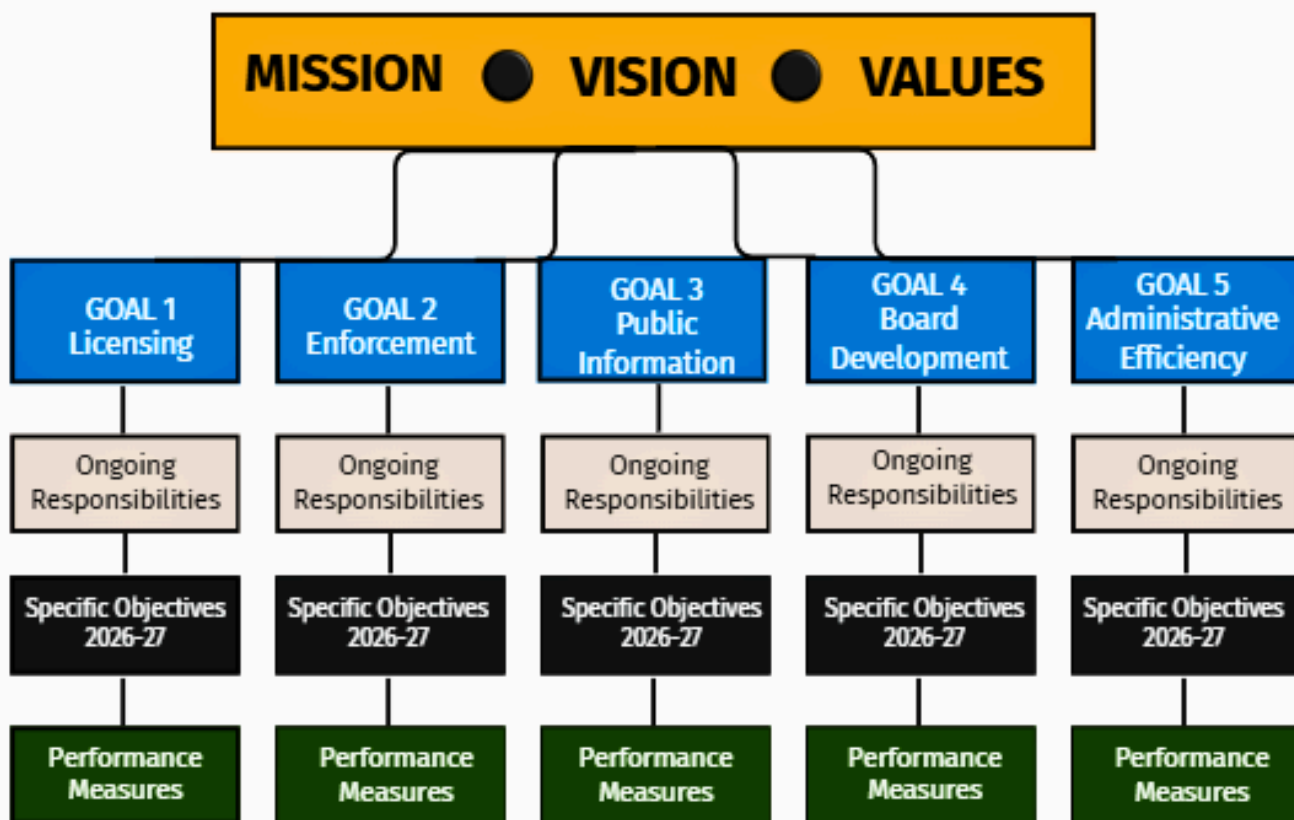 MISSION ● VISION ● VALUES
GOAL 1
Licensing
GOAL 2
Enforcement
GOAL 3
Public
Information
GOAL 4
Board
Development
GOAL 5
Administrative
Efficiency
Ongoing
Responsibilities
Ongoing
Responsibilities
Ongoing
Responsibilities
Ongoing
Responsibilities
Ongoing
Responsibilities
Specific Objectives
2026-27
Specific Objectives
2026-27
Specific Objectives
2026-27
Specific Objectives
2026-27
Specific Objectives
2026-27
Performance
Measures
Performance
Measures
Performance
Measures
Performance
Measures
Performance
Measures